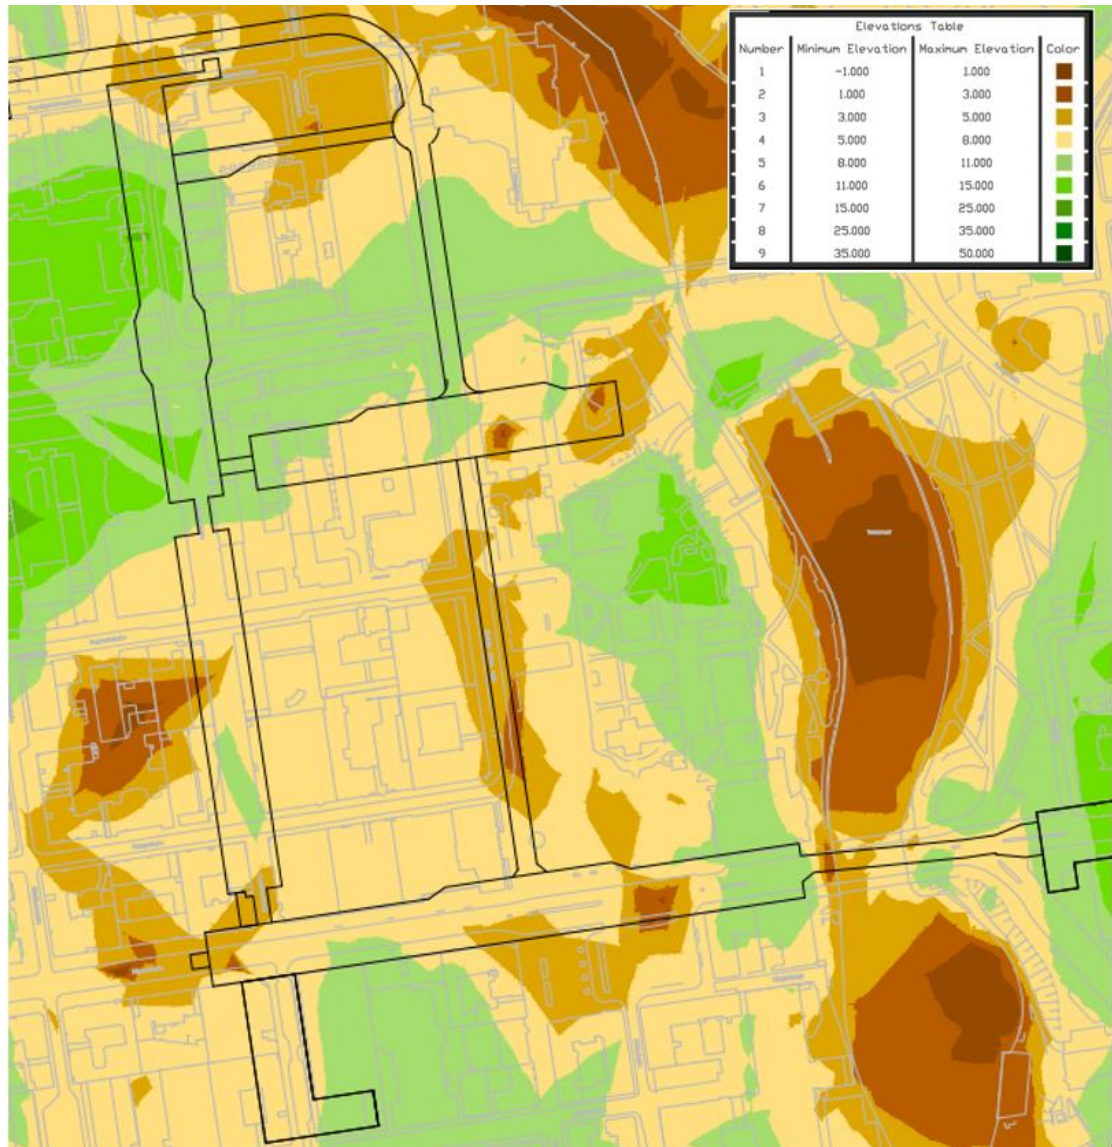 Elevations Table
Number Minimum Elevation Maximum Elevation Color
1 -1.000 1.000
2 1.000 3.000
3 3.000 5.000
4 5.000 8.000
5 8.000 11.000
6 11.000 15.000
7 15.000 25.000
8 25.000 35.000
9 35.000 50.000